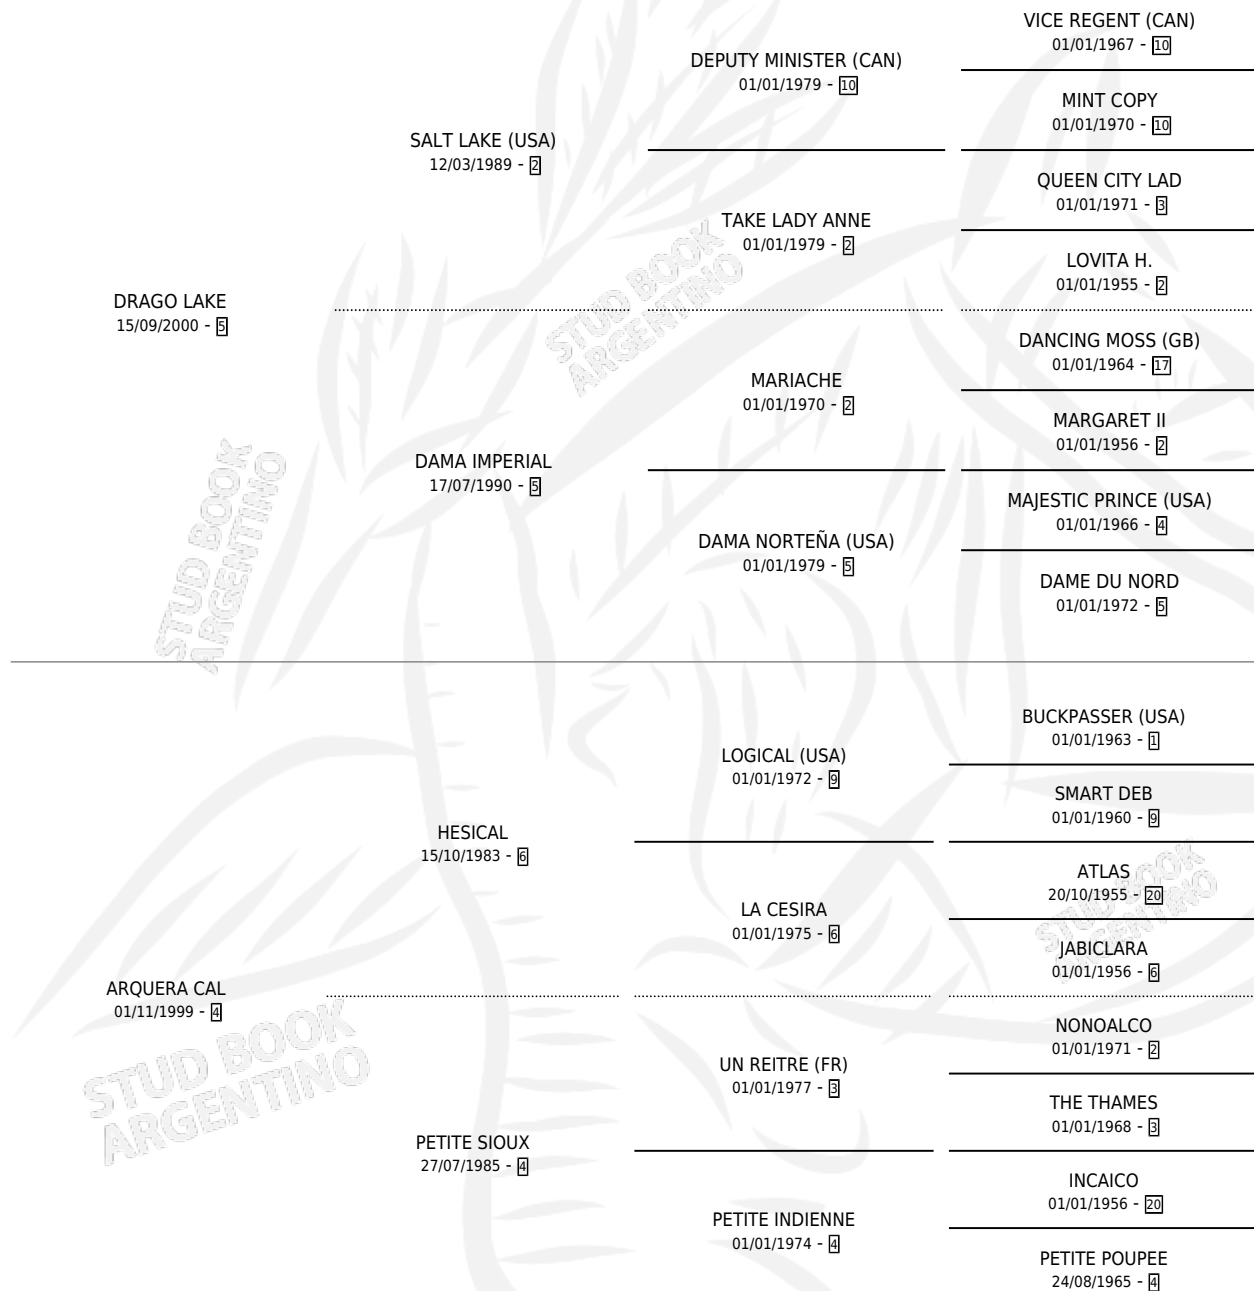 VICE REGENT (CAN)
01/01/1967 - 10
DEPUTY MINISTER (CAN)
01/01/1979 - 10
MINT COPY
01/01/1970 - 10
SALT LAKE (USA)
12/03/1989 - 2
QUEEN CITY LAD
01/01/1971 - 3
TAKE LADY ANNE
01/01/1979 - 2
LOVITA H.
01/01/1955 - 2
DRAGO LAKE
15/09/2000 - 5
DANCING MOSS (GB)
01/01/1964 - 17
MARIACHE
01/01/1970 - 2
MARGARET II
01/01/1956 - 2
DAMA IMPERIAL
17/07/1990 - 5
MAJESTIC PRINCE (USA)
01/01/1966 - 4
DAMA NORTEÑA (USA)
01/01/1979 - 5
DAME DU NORD
01/01/1972 - 5
BUCKPASSER (USA)
01/01/1963 - 1
LOGICAL (USA)
01/01/1972 - 9
SMART DEB
01/01/1960 - 9
HESICAL
15/10/1983 - 6
ATLAS
20/10/1955 - 20
LA CESIRA
01/01/1975 - 6
JABICLARA
01/01/1956 - 6
ARQUERA CAL
01/11/1999 - 4
NONOALCO
01/01/1971 - 2
UN REITRE (FR)
01/01/1977 - 3
THE THAMES
01/01/1968 - 3
PETITE SIOUX
27/07/1985 - 4
INCAICO
01/01/1956 - 20
PETITE INDIENNE
01/01/1974 - 4
PETITE POUPEE
24/08/1965 - 4
STUD BOOK
ARGENTINO
STUD BOOK
ARGENTINO
STUD BOOK
ARGENTINO
STUD BOOK
ARGENTINO